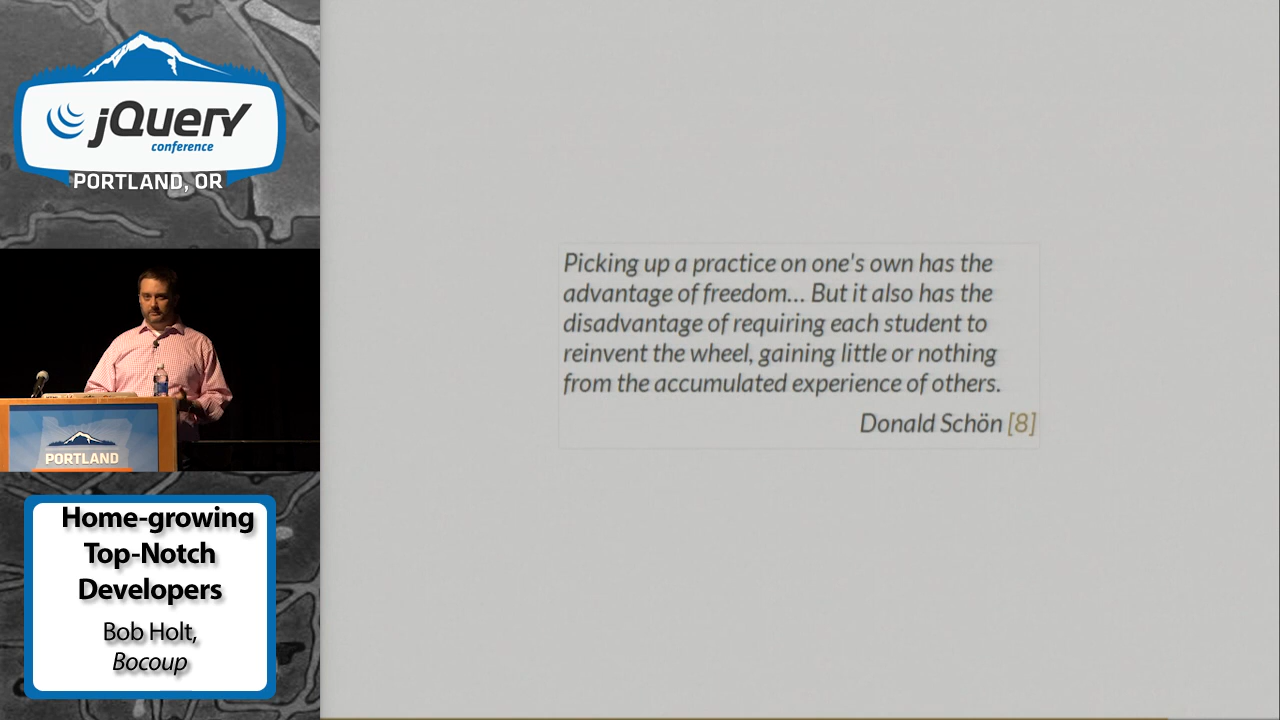 jQuery
conference
PORTLAND, OR
PORTLAND
Home-growing
Top-Notch
Developers
Bob Holt,
Bocoup
Picking up a practice on one's own has the
advantage of freedom... But it also has the
disadvantage of requiring each student to
reinvent the wheel, gaining little or nothing
from the accumulated experience of others.
Donald Schön [8]